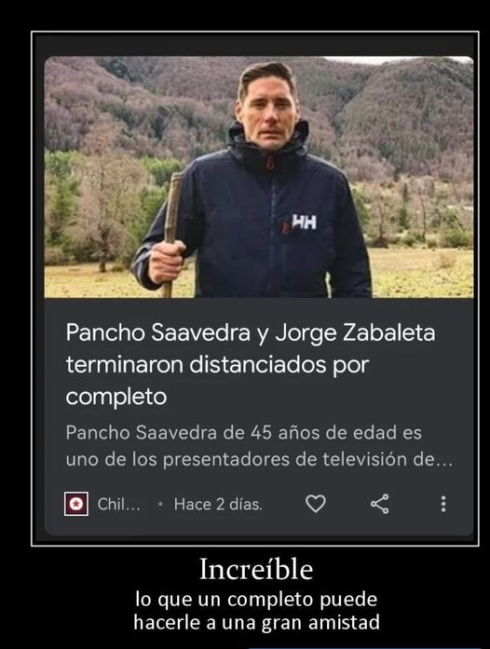 HH
Pancho Saavedra y Jorge Zabaleta
terminaron distanciados por
completo
Pancho Saavedra de 45 años de edad es
uno de los presentadores de televisión de...
Chil... • Hace 2 días.
Increíble
lo que un completo puede
hacerle a una gran amistad